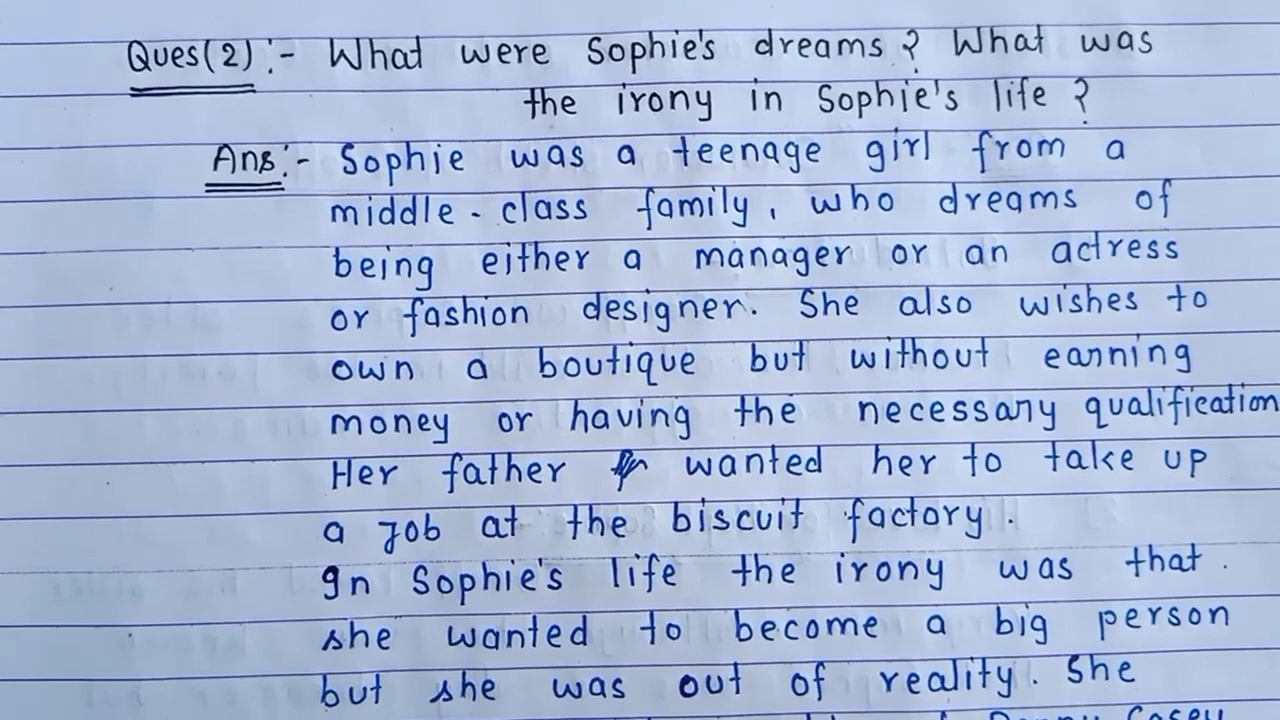 Ques(2):- What were Sophie's dreams? What was
the irony in Sophie's life?
Ans:- Sophie was a teenage girl from a
middle-class family, who dreams of
being either a manager or an actress
or fashion designer. She also wishes to
own a boutique but without earning
money or having the necessary qualification
Her father wanted her to take up
a job at the biscuit factory.
In Sophie's life the irony was that.
she wanted to become a big person
but she was out of reality. She
Danny Casey